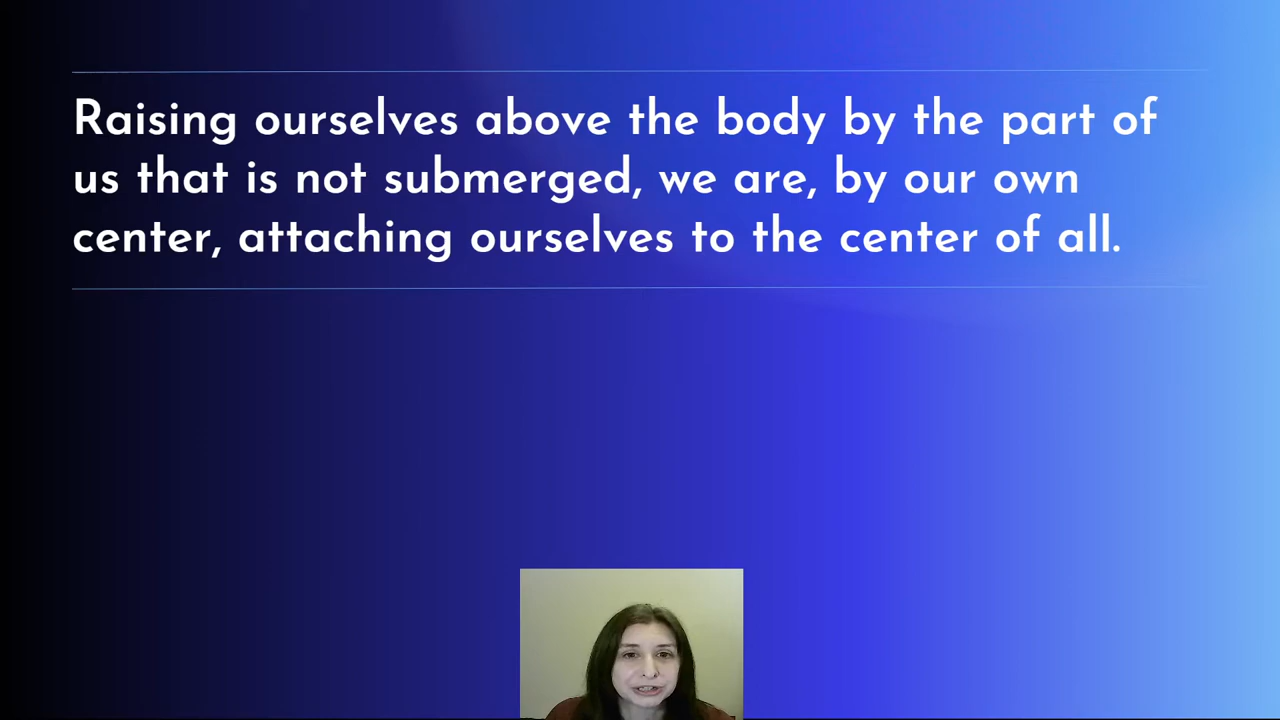 Raising ourselves above the body by the part of
us that is not submerged, we are, by our own
center, attaching ourselves to the center of all.